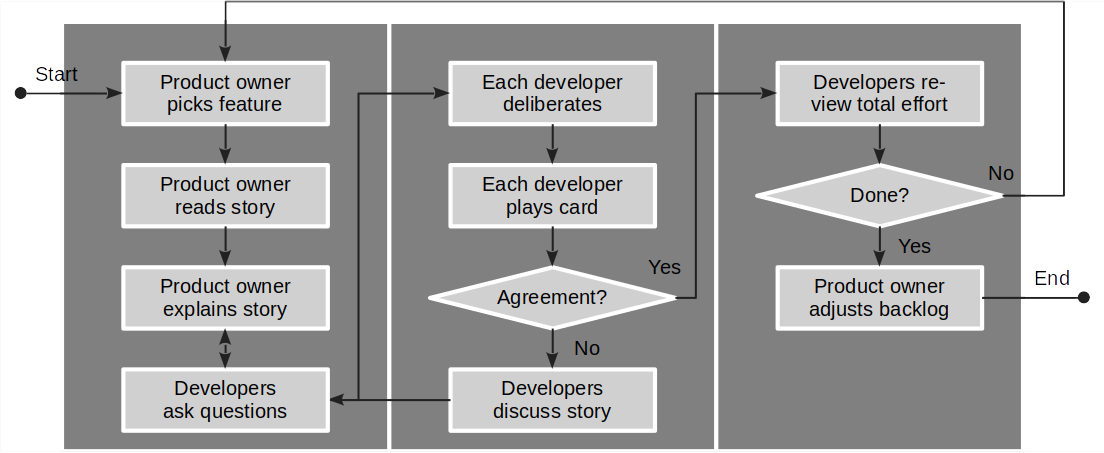 Start
Product owner
picks feature
Product owner
reads story
Product owner
explains story
Developers
ask questions
Each developer
deliberates
Each developer
plays card
Agreement?
Yes
No
Developers
discuss story
Developers re-
view total effort
Done?
No
Yes
Product owner
adjusts backlog
End